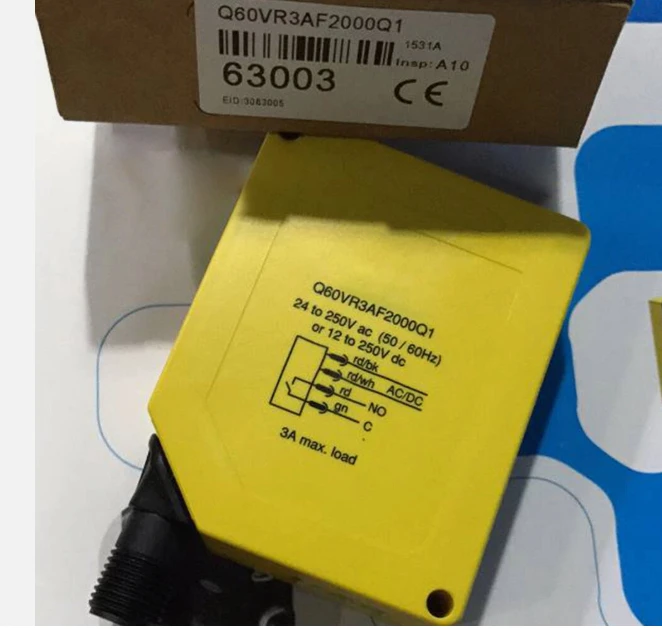 Q60VR3AF2000Q1
1531A
Insp: A10
63003
CE
EID:3063005
Q60VR3AF2000Q1
24 to 250V ac (50 / 60Hz)
or 12 to 250V dc
rd/bk
rd/wh AC/DC
rd NO
gn C
3A max. load